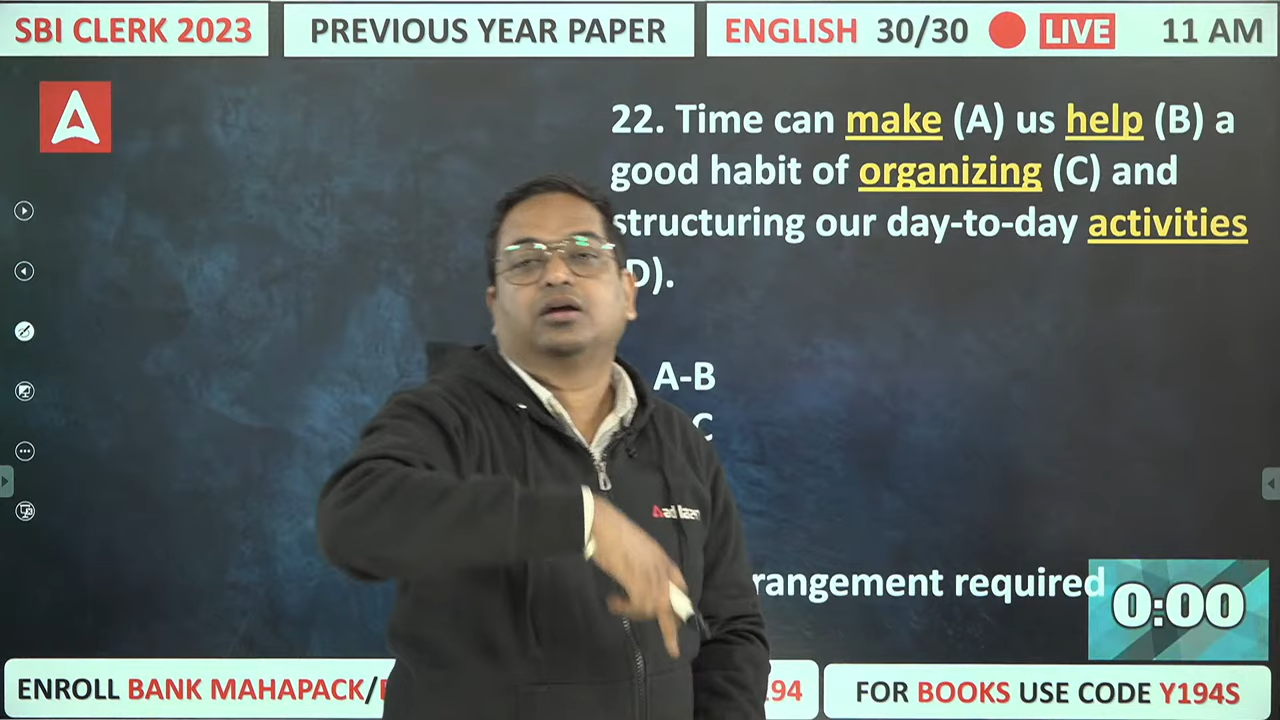 SBI CLERK 2023
PREVIOUS YEAR PAPER
ENGLISH 30/30 LIVE 11 AM
22. Time can make (A) us help (B) a
good habit of organizing (C) and
structuring our day-to-day activities
D).
A-B
C
required
0:00
ENROLL BANK MAHAPACK/
194
FOR BOOKS USE CODE Y194S